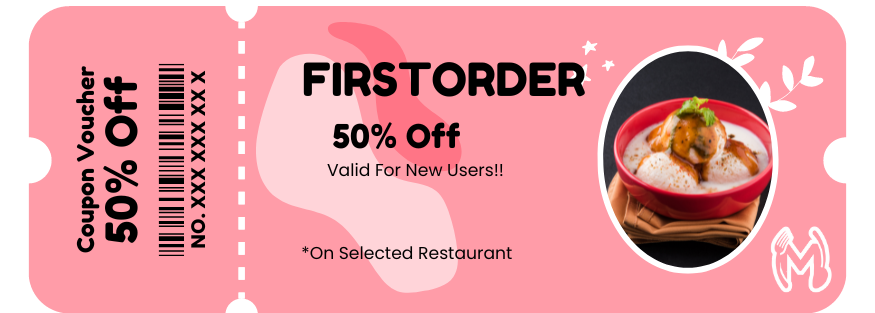 Coupon Voucher
50% Off
NO. XXX XXX XX X
FIRSTORDER
50% Off
Valid For New Users!!
*On Selected Restaurant
M